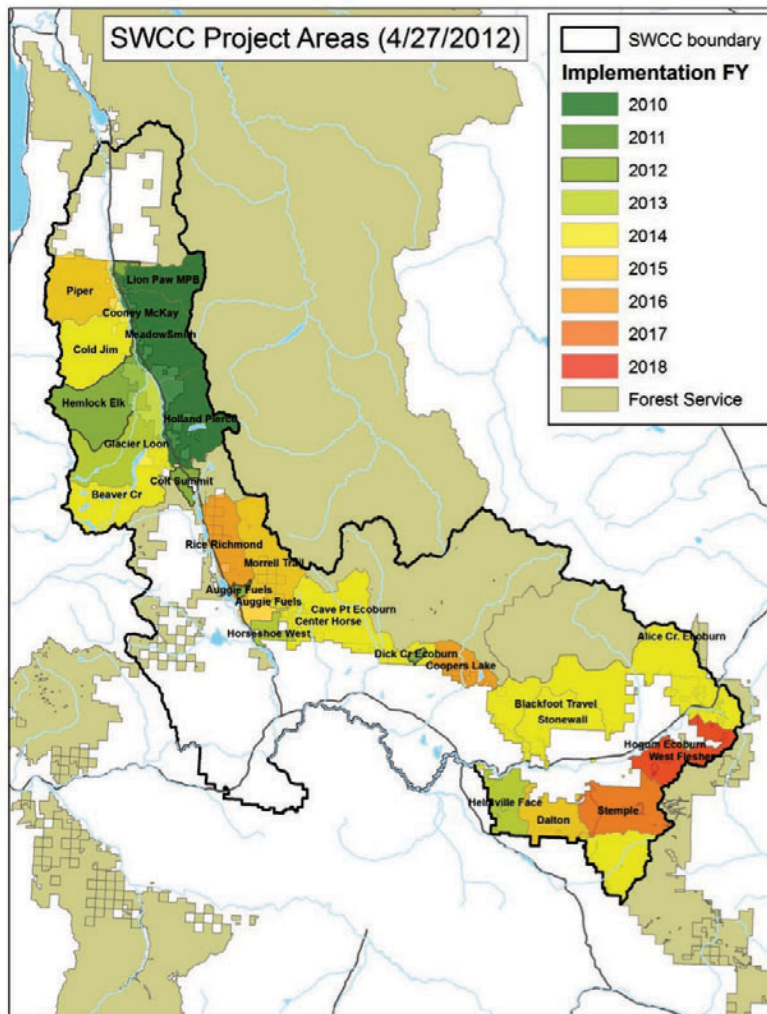 SWCC Project Areas (4/27/2012)
SWCC boundary
Implementation FY
2010
2011
2012
2013
2014
2015
2016
2017
2018
Forest Service
Lion Paw MPB
Piper
Cooney McKay
MeadowSmith
Cold Jim
Hemlock Elk
Holland Pierce
Glacier Loon
Colt Summit
Beaver Cr
Rice Richmond
Morrell Trail
Auggie Fuels
Auggie Fuels
Cave Pt Ecoburn
Center Horse
Horseshoe West
Alice Cr. Ecoburn
Dick Cr Ecoburn
Coopers Lake
Blackfoot Travel
Stonewall
Hogum Ecoburn
West Flesher
Helmville Face
Stemple
Dalton